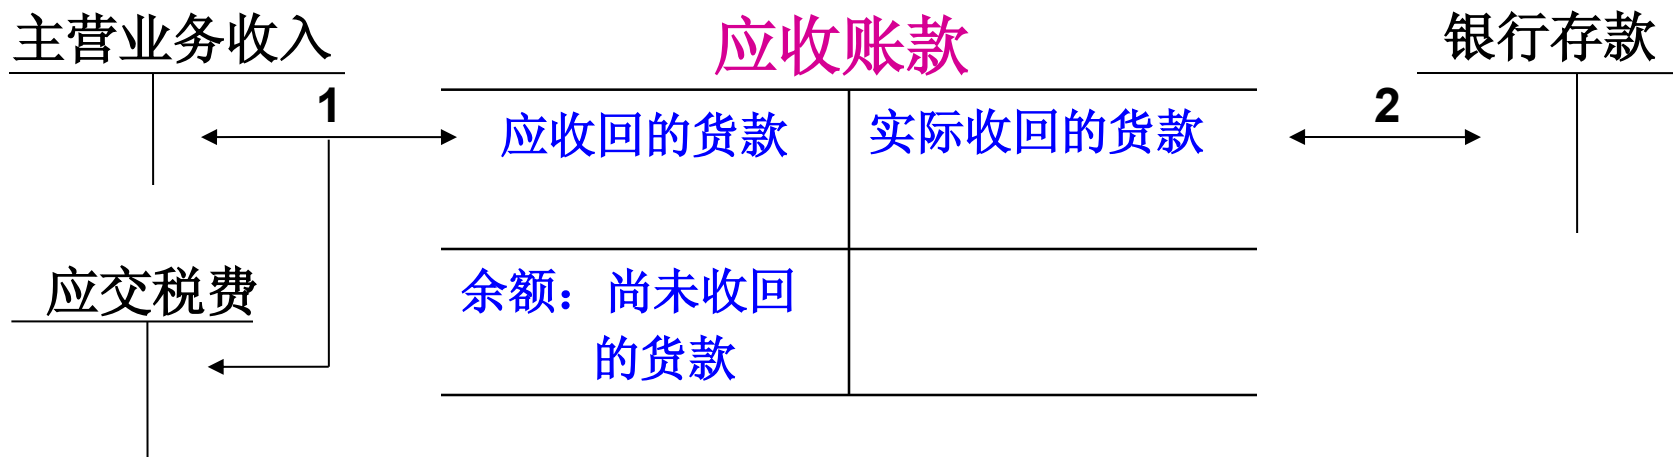 主营业务收入
应收账款
银行存款
1
应收回的货款
实际收回的货款
2
应交税费
余额：尚未收回
的货款